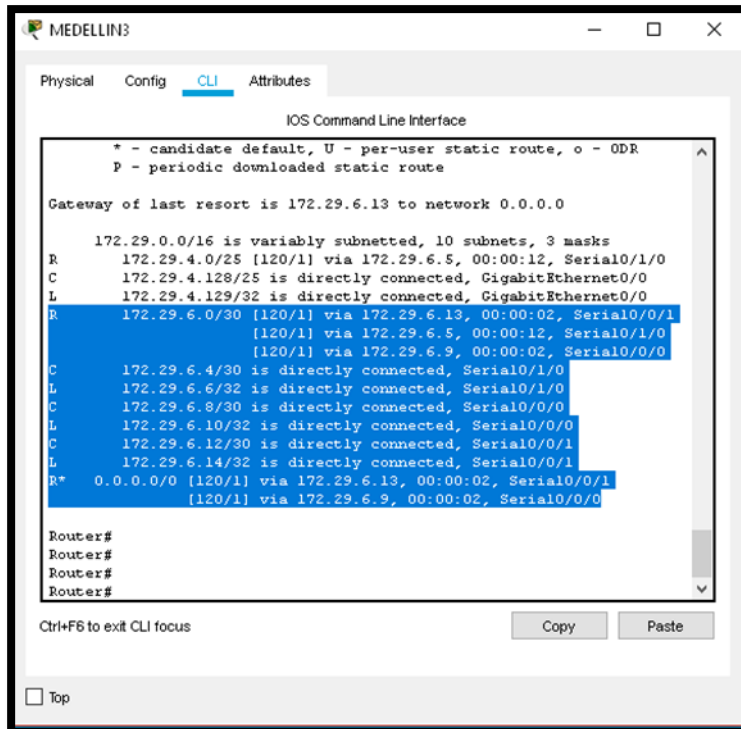 MEDELLIN3
Physical Config CLI Attributes
IOS Command Line Interface
* - candidate default, U - per-user static route, o - ODR
P - periodic downloaded static route
Gateway of last resort is 172.29.6.13 to network 0.0.0.0
172.29.0.0/16 is variably subnetted, 10 subnets, 3 masks
R 172.29.4.0/25 [120/1] via 172.29.6.5, 00:00:12, Serial0/1/0
C 172.29.4.128/25 is directly connected, GigabitEthernet0/0
L 172.29.4.129/32 is directly connected, GigabitEthernet0/0
R 172.29.6.0/30 [120/1] via 172.29.6.13, 00:00:02, Serial0/0/1
[120/1] via 172.29.6.5, 00:00:12, Serial0/1/0
[120/1] via 172.29.6.9, 00:00:02, Serial0/0/0
C 172.29.6.4/30 is directly connected, Serial0/1/0
L 172.29.6.6/32 is directly connected, Serial0/1/0
C 172.29.6.8/30 is directly connected, Serial0/0/0
L 172.29.6.10/32 is directly connected, Serial0/0/0
C 172.29.6.12/30 is directly connected, Serial0/0/1
L 172.29.6.14/32 is directly connected, Serial0/0/1
R* 0.0.0.0/0 [120/1] via 172.29.6.13, 00:00:02, Serial0/0/1
[120/1] via 172.29.6.9, 00:00:02, Serial0/0/0
Router#
Router#
Router#
Router#
Ctrl+F6 to exit CLI focus
Copy Paste
Top